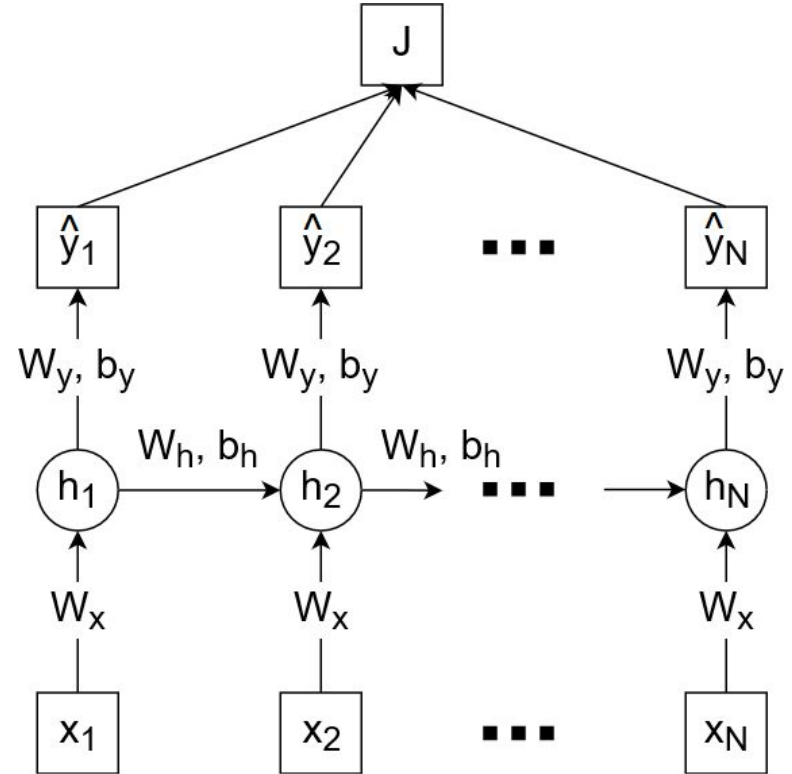 J
ŷ₁ ŷ₂ ... ŷN
Wy, by Wy, by Wy, by
Wh, bh Wh, bh
h₁ h₂ ... hN
Wx Wx Wx
x₁ x₂ ... xN